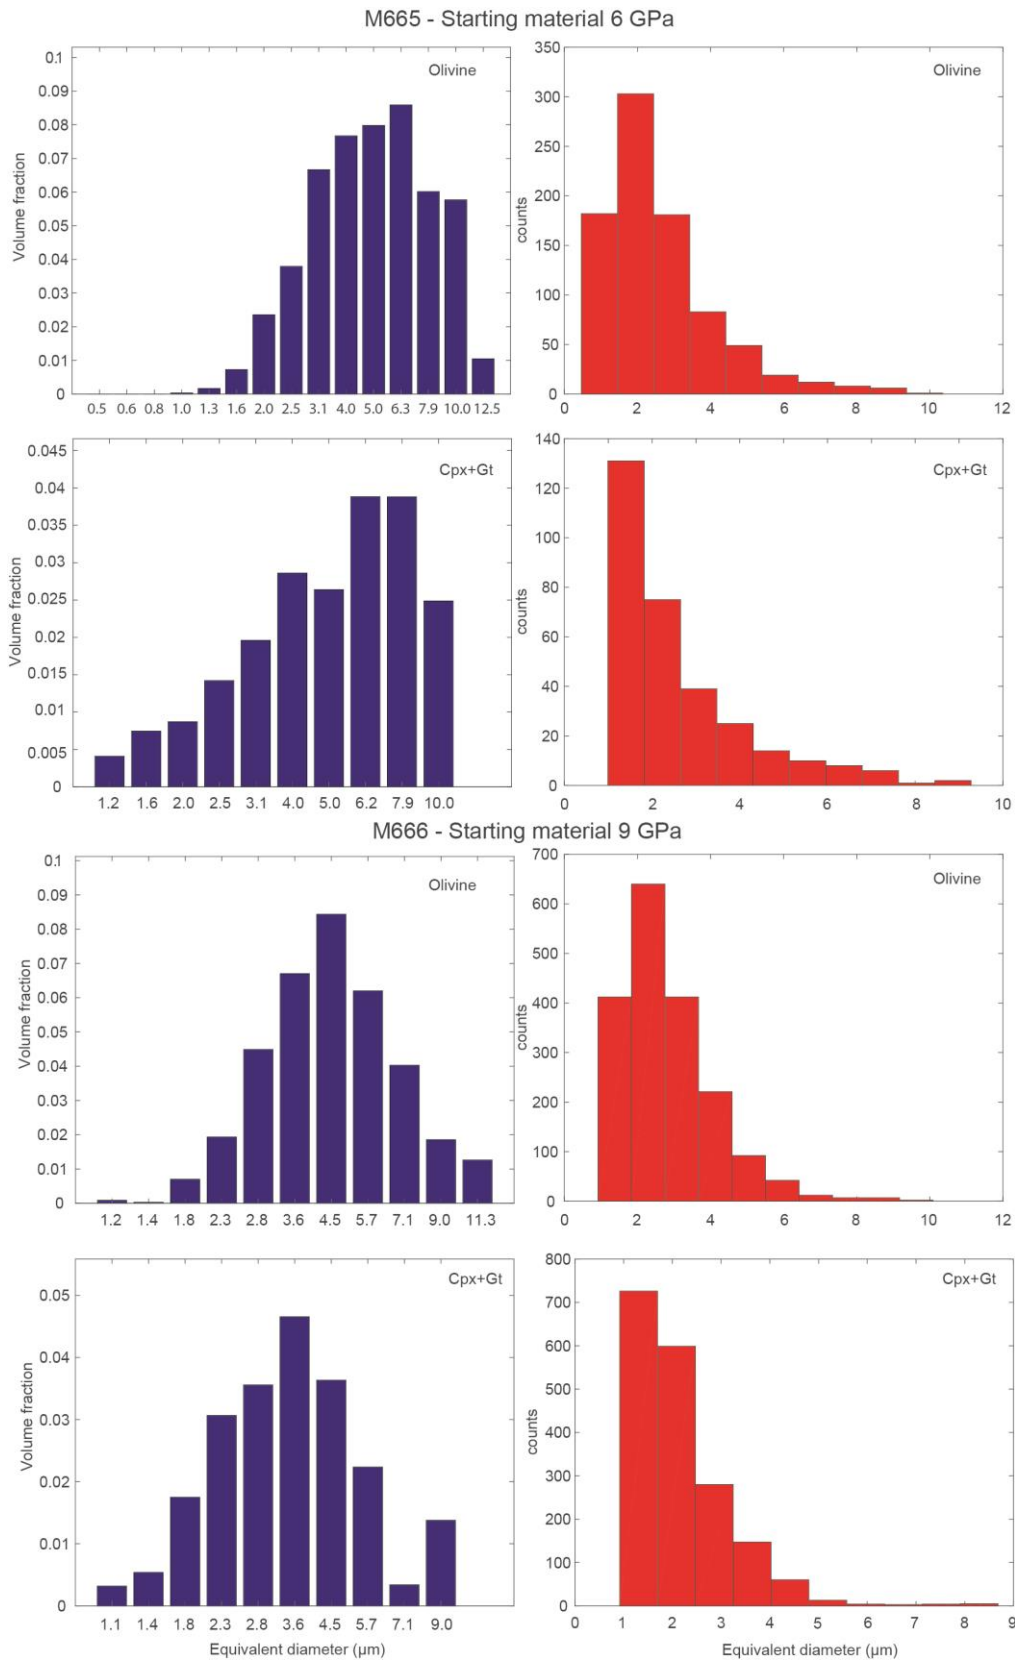 M665 - Starting material 6 GPa
Olivine
Volume fraction
0.1
0.09
0.08
0.07
0.06
0.05
0.04
0.03
0.02
0.01
0
0.5 0.6 0.8 1.0 1.3 1.6 2.0 2.5 3.1 4.0 5.0 6.3 7.9 10.0 12.5
Olivine
counts
350
300
250
200
150
100
50
0
0 2 4 6 8 10 12
Cpx+Gt
Volume fraction
0.045
0.04
0.035
0.03
0.025
0.02
0.015
0.01
0.005
0
1.2 1.6 2.0 2.5 3.1 4.0 5.0 6.2 7.9 10.0
Cpx+Gt
counts
140
120
100
80
60
40
20
0
0 2 4 6 8 10
M666 - Starting material 9 GPa
Olivine
Volume fraction
0.1
0.09
0.08
0.07
0.06
0.05
0.04
0.03
0.02
0.01
0
1.2 1.4 1.8 2.3 2.8 3.6 4.5 5.7 7.1 9.0 11.3
Olivine
counts
700
600
500
400
300
200
100
0
0 2 4 6 8 10 12
Cpx+Gt
Volume fraction
0.05
0.04
0.03
0.02
0.01
0
1.1 1.4 1.8 2.3 2.8 3.6 4.5 5.7 7.1 9.0
Equivalent diameter (µm)
Cpx+Gt
counts
800
700
600
500
400
300
200
100
0
0 1 2 3 4 5 6 7 8 9
Equivalent diameter (µm)